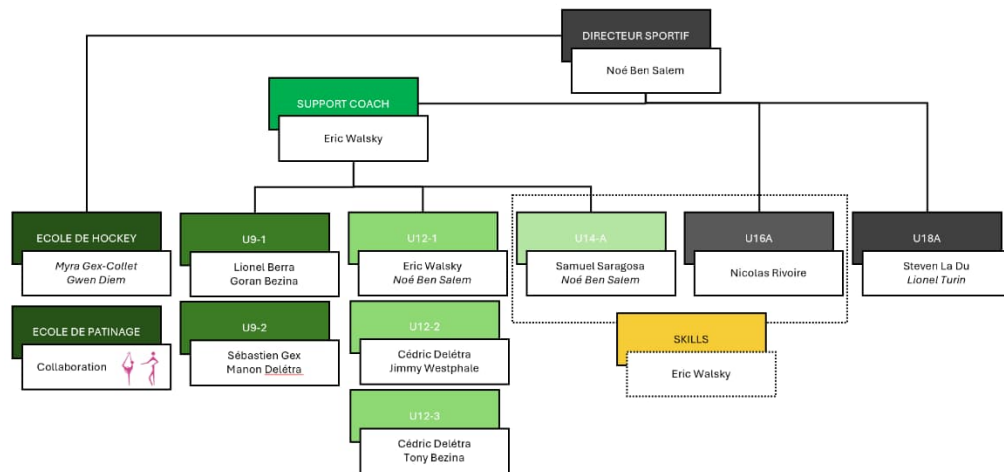 DIRECTEUR SPORTIF
Noé Ben Salem
SUPPORT COACH
Eric Walsky
ECOLE DE HOCKEY
Myra Gex-Collet
Gwen Diem
U9-1
Lionel Berra
Goran Bezina
U12-1
Eric Walsky
Noé Ben Salem
U14-A
Samuel Saragosa
Noé Ben Salem
U16A
Nicolas Rivoire
U18A
Steven La Du
Lionel Turin
ECOLE DE PATINAGE
Collaboration
U9-2
Sébastien Gex
Manon Delétra
U12-2
Cédric Delétra
Jimmy Westphale
SKILLS
Eric Walsky
U12-3
Cédric Delétra
Tony Bezina